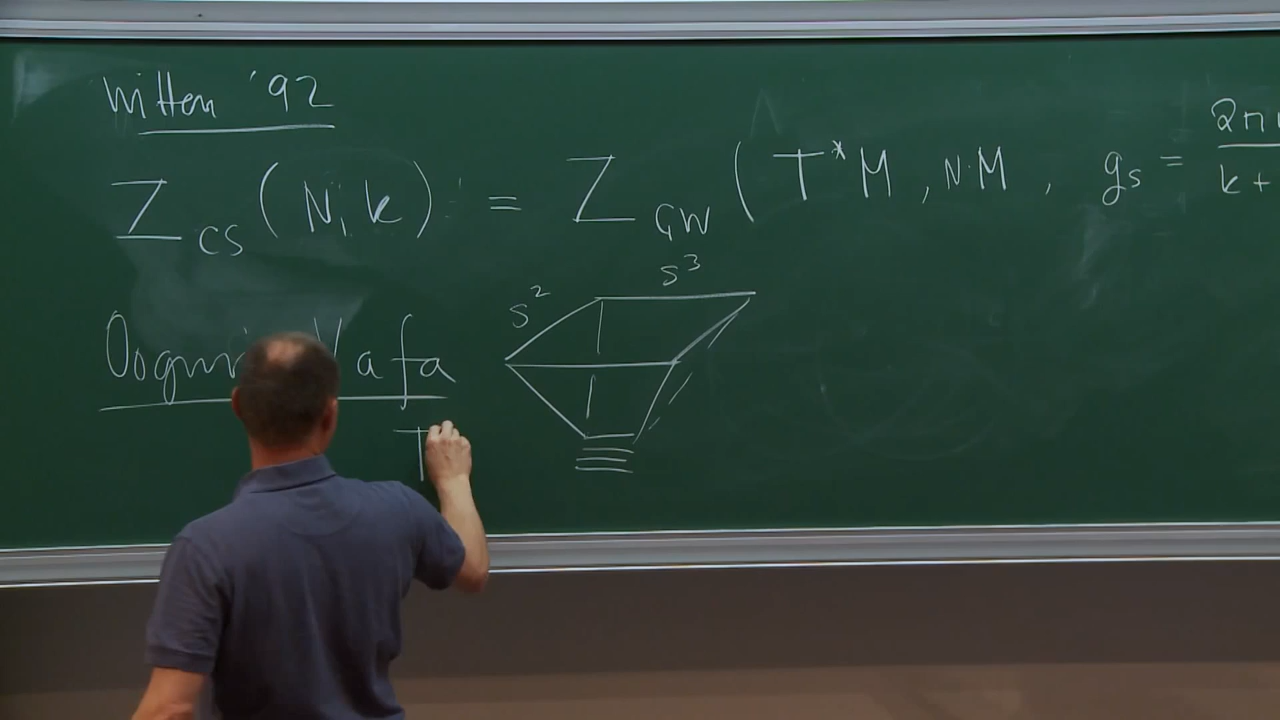 Witten '92
Z_CS (N, k) = Z_GW (T*M, N·M, g_s = 2π / k+
S² S³
Vafa
T